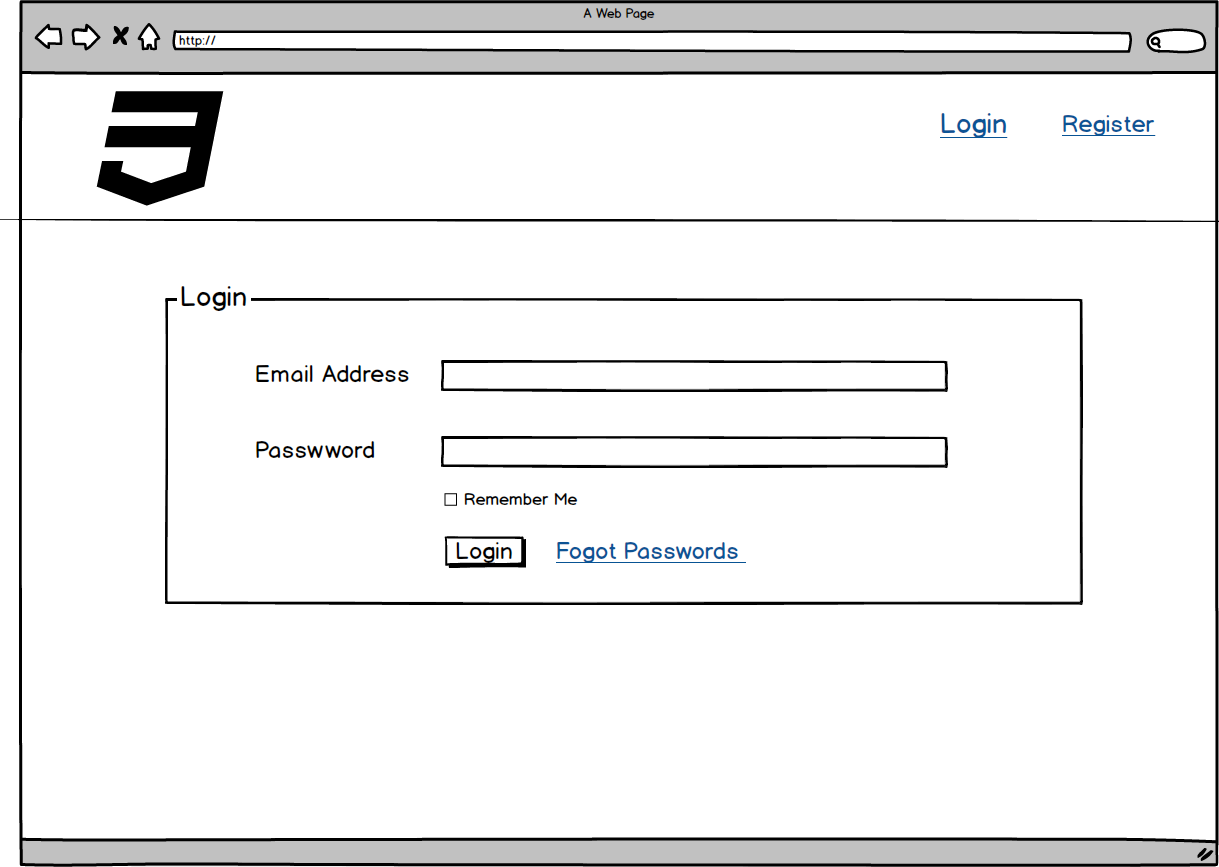 A Web Page
http://
Login Register
Login
Email Address
Passwword
Remember Me
Login Fogot Passwords